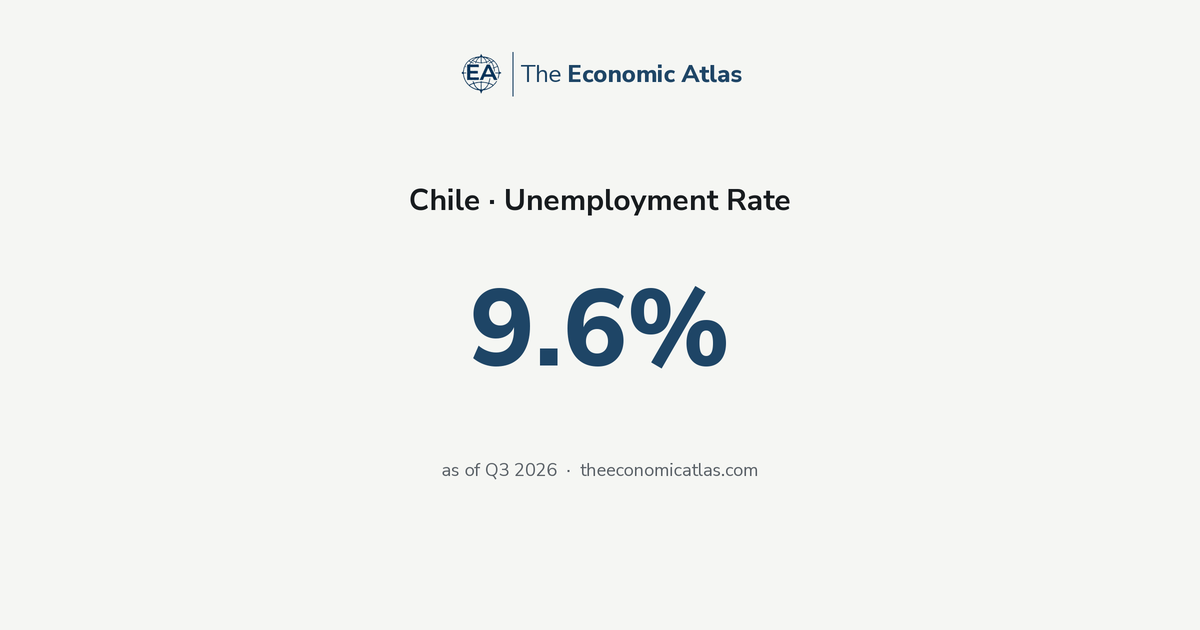 EA The Economic Atlas
Chile · Unemployment Rate
9.6%
as of Q3 2026 · theeconomicatlas.com